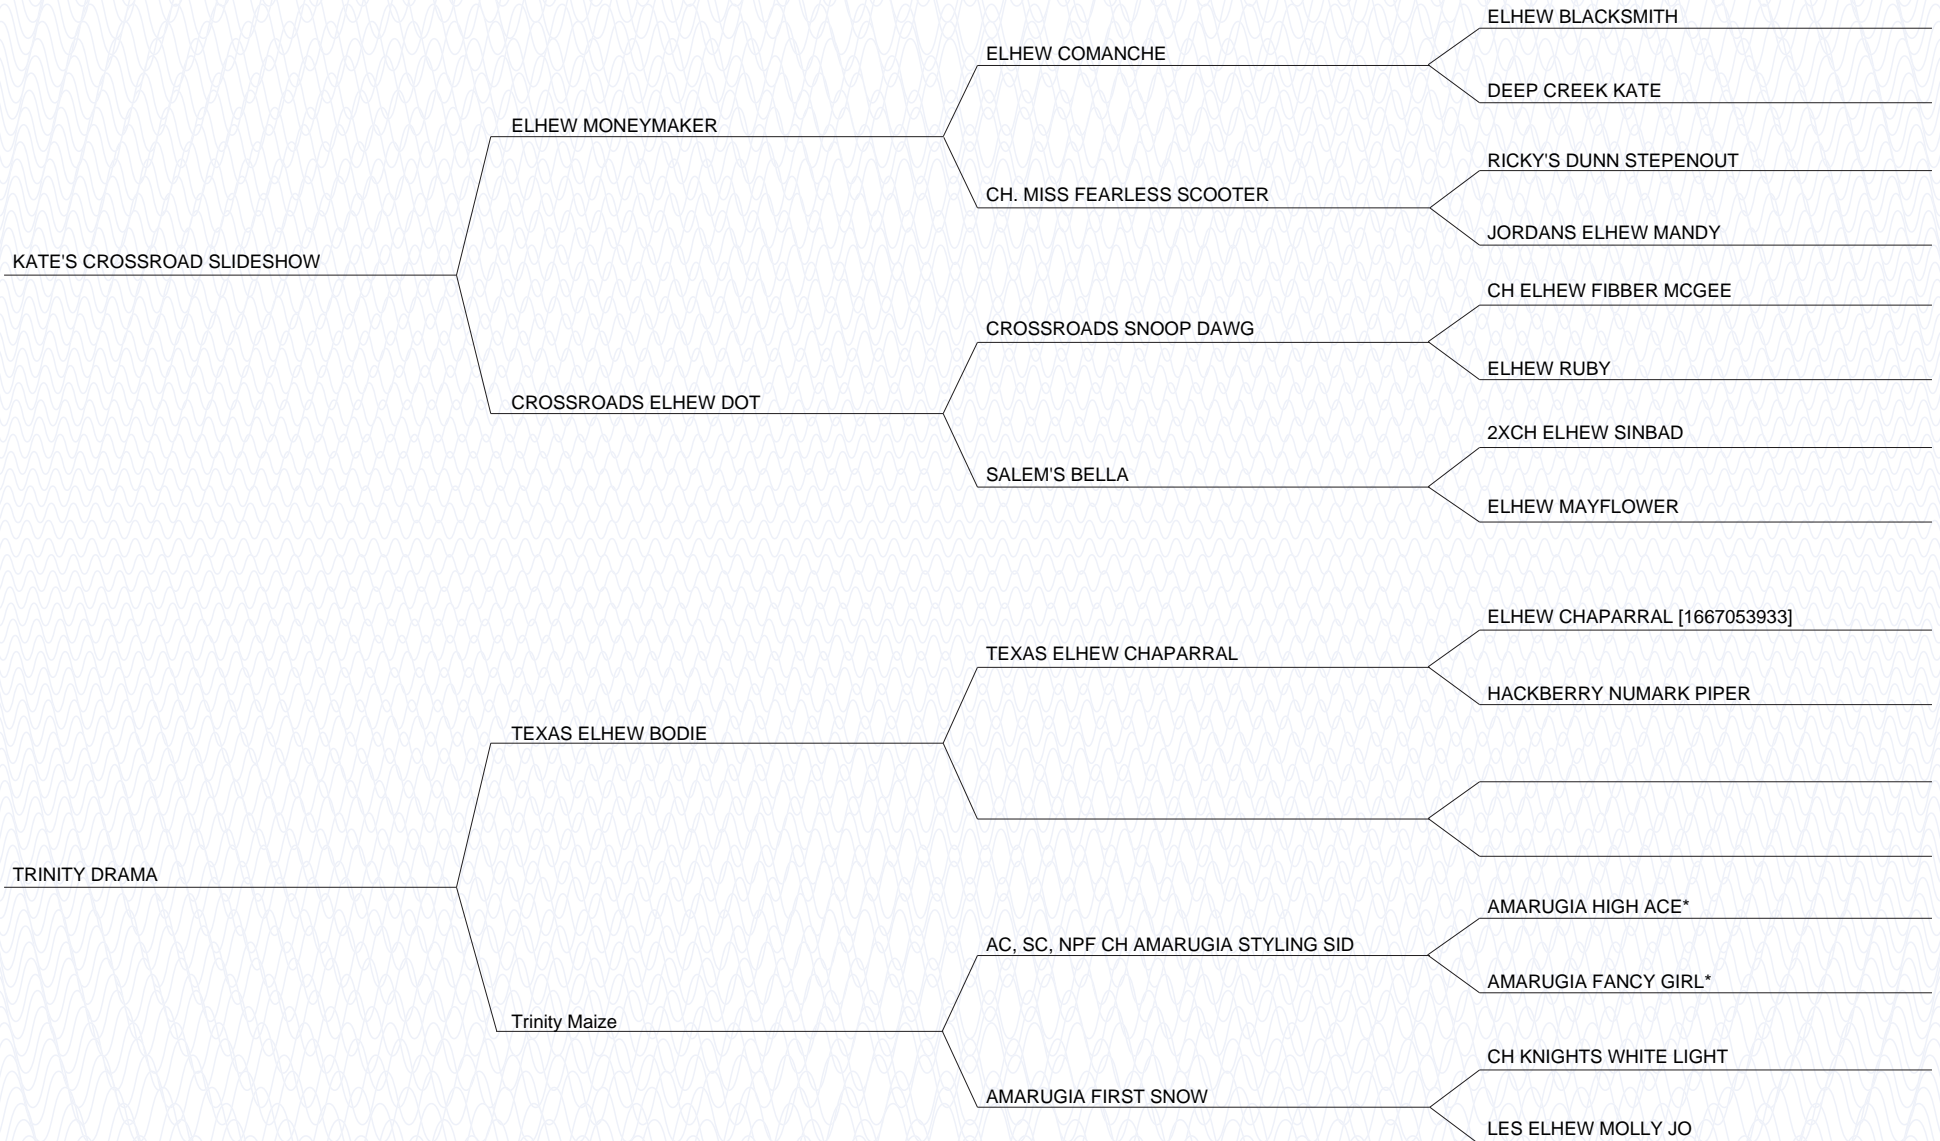 ELHEW BLACKSMITH
ELHEW COMANCHE
DEEP CREEK KATE
ELHEW MONEYMAKER
RICKY'S DUNN STEPENOUT
CH. MISS FEARLESS SCOOTER
JORDANS ELHEW MANDY
KATE'S CROSSROAD SLIDESHOW
CH ELHEW FIBBER MCGEE
CROSSROADS SNOOP DAWG
ELHEW RUBY
CROSSROADS ELHEW DOT
2XCH ELHEW SINBAD
SALEM'S BELLA
ELHEW MAYFLOWER
ELHEW CHAPARRAL [1667053933]
TEXAS ELHEW CHAPARRAL
HACKBERRY NUMARK PIPER
TEXAS ELHEW BODIE
TRINITY DRAMA
AMARUGIA HIGH ACE*
AC, SC, NPF CH AMARUGIA STYLING SID
AMARUGIA FANCY GIRL*
Trinity Maize
CH KNIGHTS WHITE LIGHT
AMARUGIA FIRST SNOW
LES ELHEW MOLLY JO